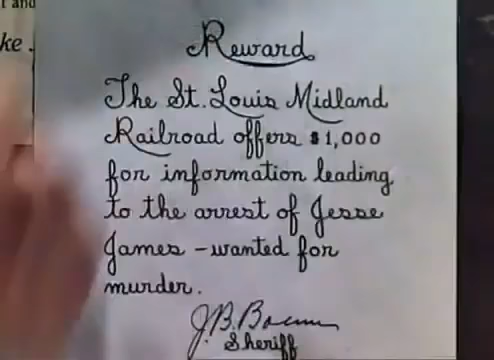 and
ke.
Reward
The St. Louis Midland
Railroad offers $1,000
for information leading
to the arrest of Jesse
James - wanted for
murder.
J.B.
Sheriff